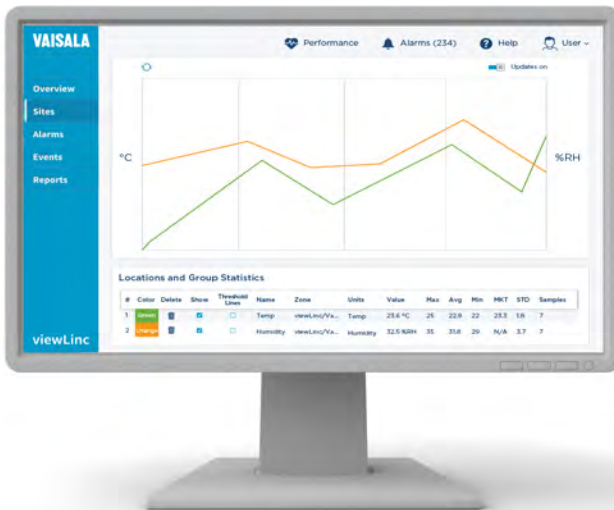 VAISALA
Performance
Alarms (234)
Help
User
Updates on
Overview
Sites
Alarms
Events
Reports
°C
%RH
Locations and Group Statistics
# Color Delete Show Threshold Lines Name Zone Units Value Max Avg Min MKT STD Samples
1 Green Temp viewLinc/Va... Temp 23.6 °C 25 22.9 22 23.3 1.8 7
2 Orange Humidity viewLinc/Va... Humidity 32.5 %RH 35 31.8 29 N/A 3.7 7
viewLinc